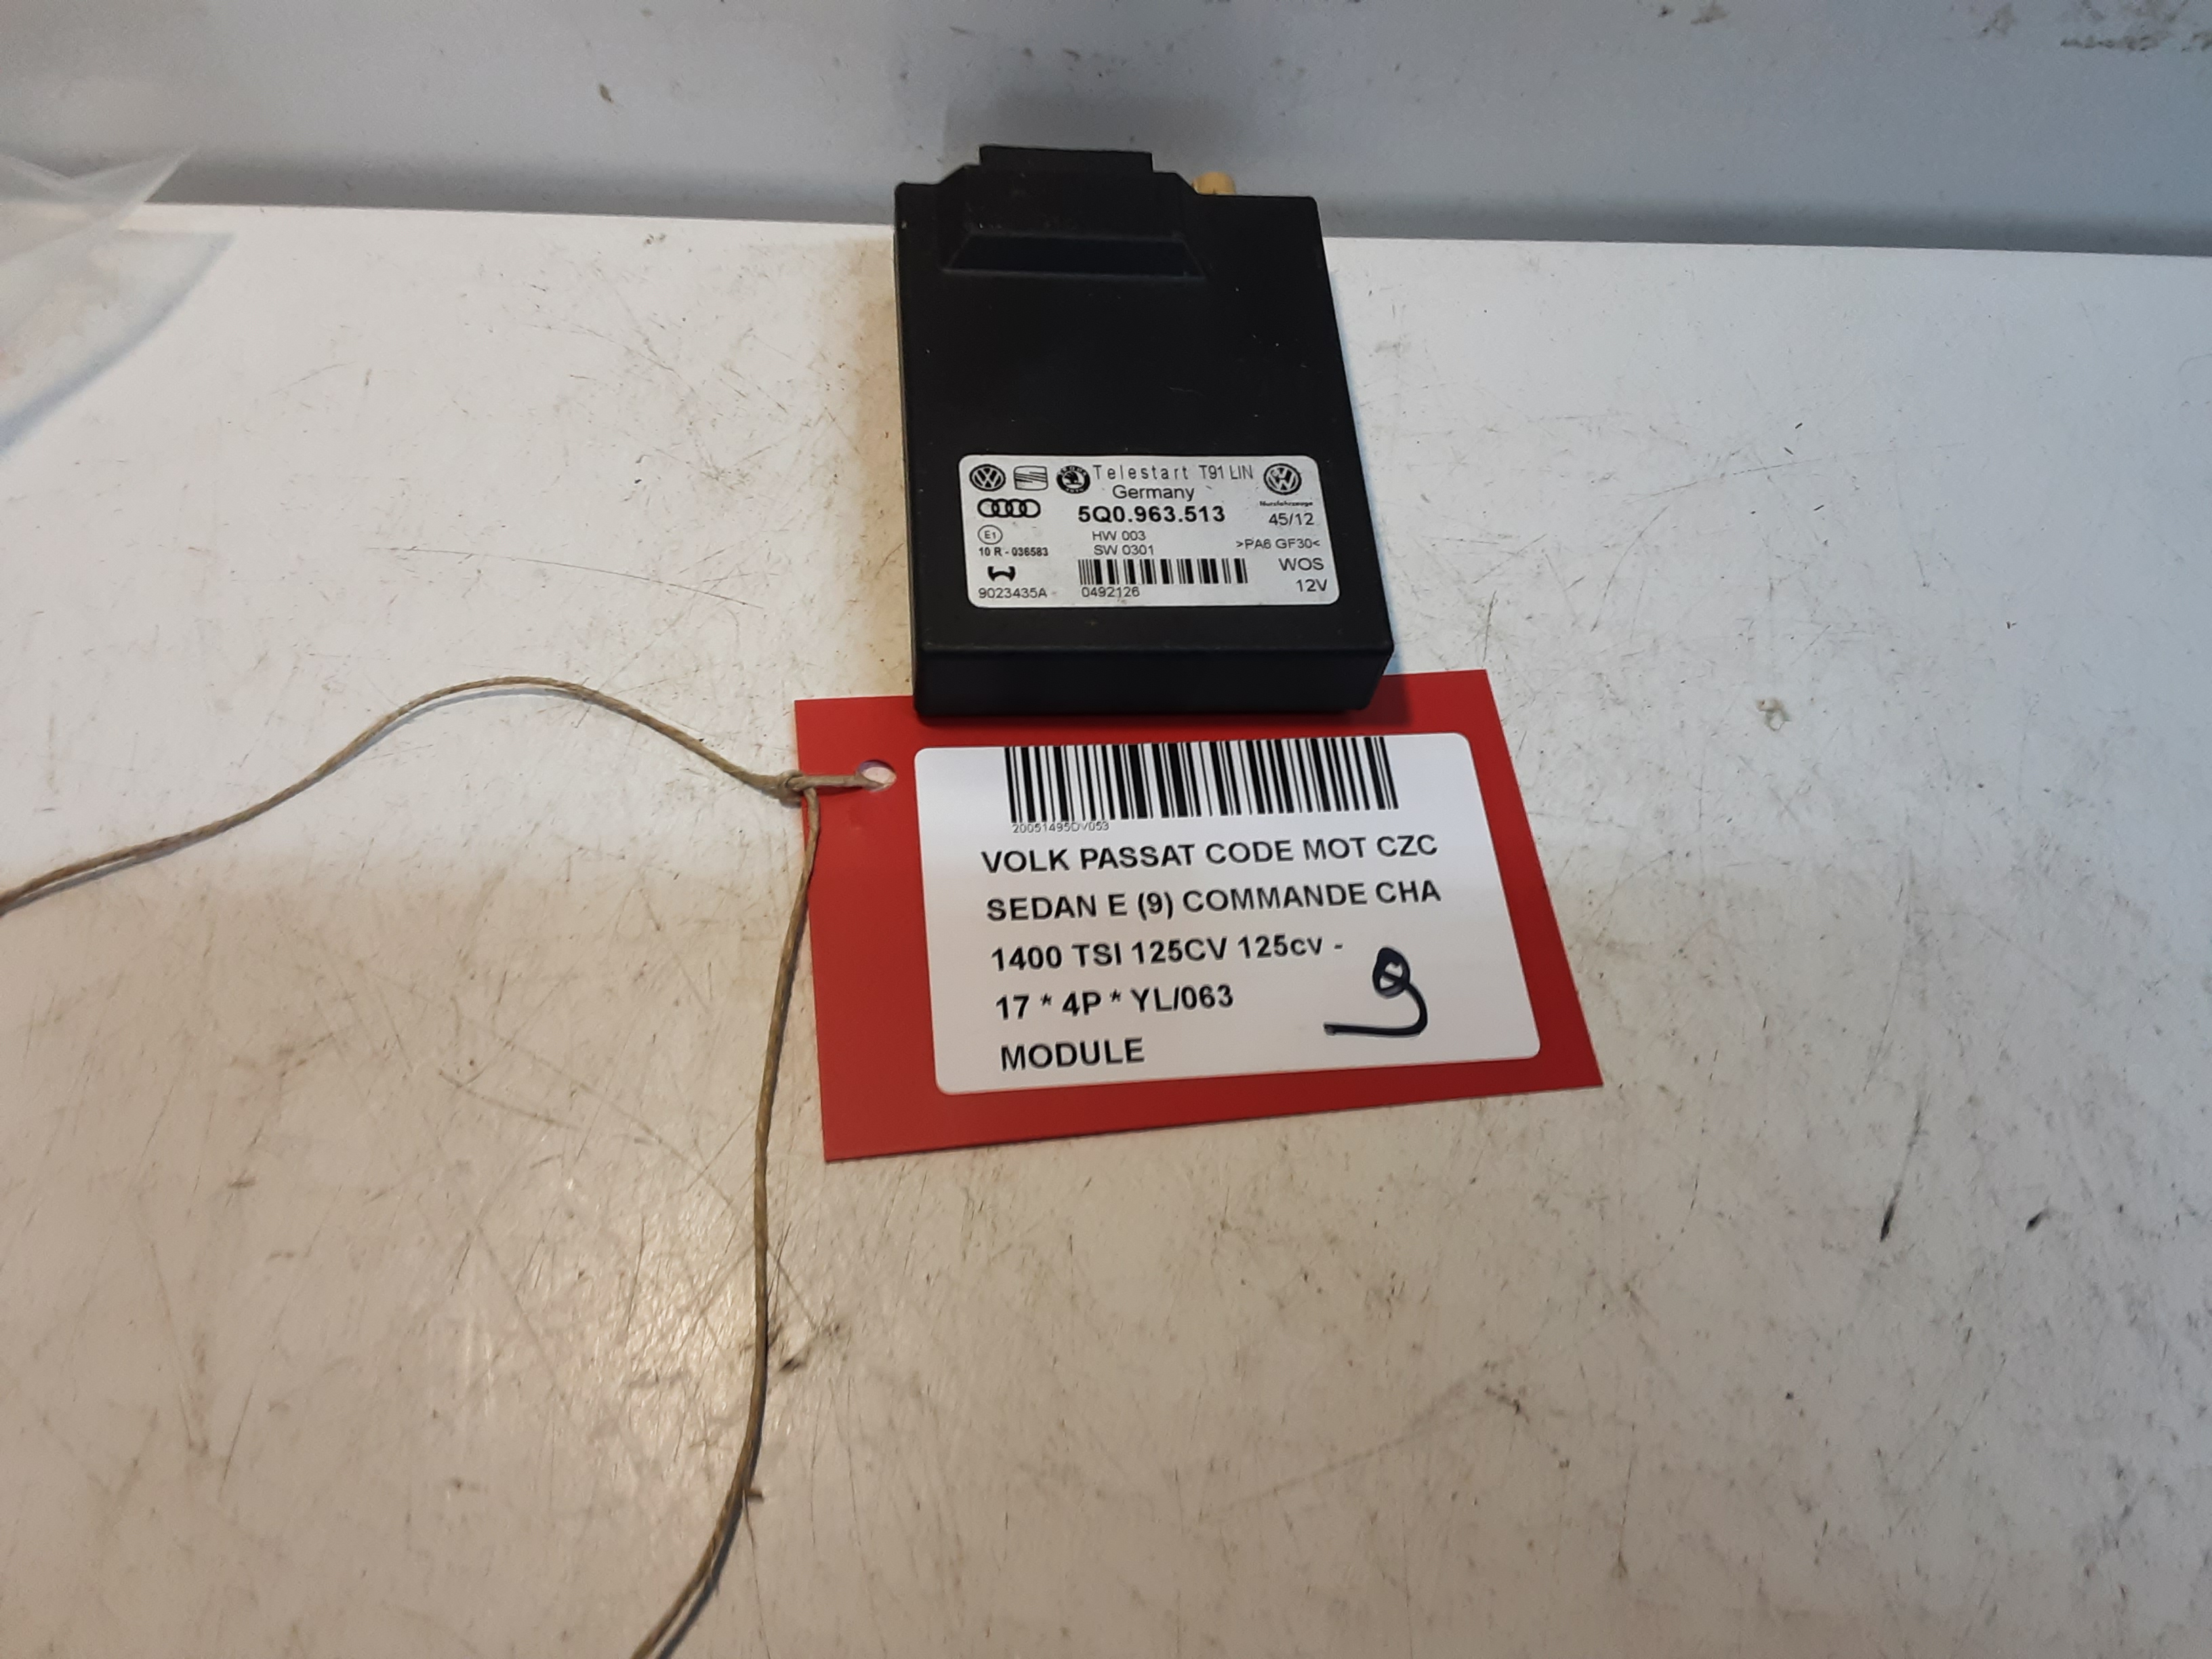 Telestart T91 LIN
Germany
Nutzfahrzeuge
5Q0.963.513
45/12
E1
HW 003
>PA6 GF30<
10 R - 036583
SW 0301
WOS
12V
9023435A
0492126
20051495DV053
VOLK PASSAT CODE MOT CZC
SEDAN E (9) COMMANDE CHA
1400 TSI 125CV 125cv -
17 * 4P * YL/063
MODULE
9